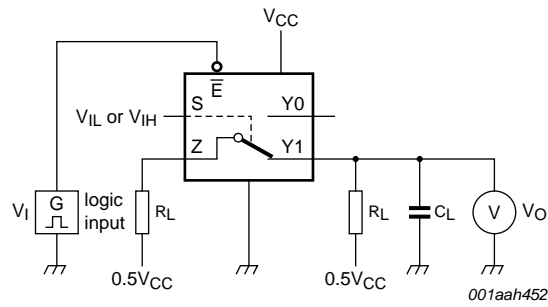 VCC
E
S
Y0
VIL or VIH
Z
Y1
VI
G
logic
input
RL
RL
CL
V
VO
0.5VCC
0.5VCC
001aah452